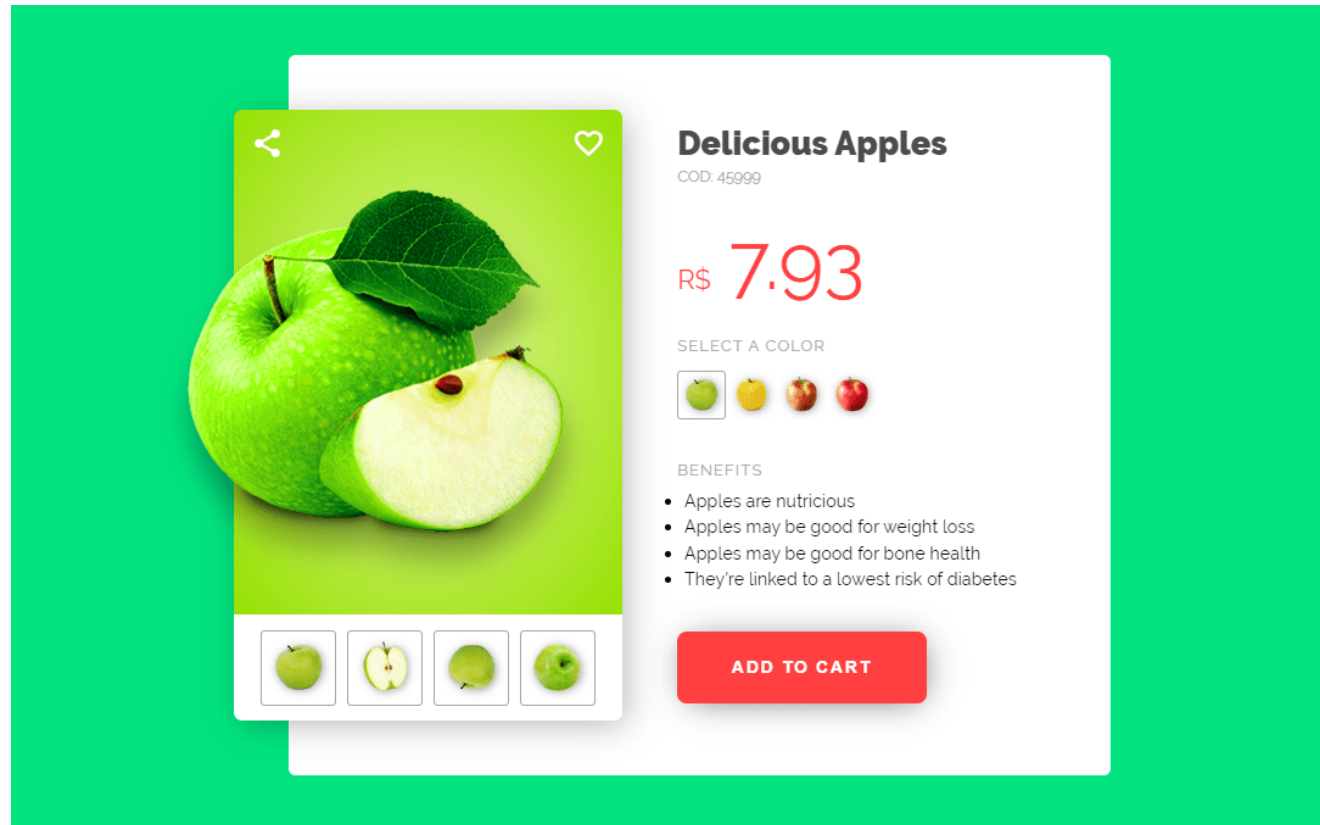 Delicious Apples
COD: 45999
R$ 7.93
SELECT A COLOR
BENEFITS
Apples are nutricious
Apples may be good for weight loss
Apples may be good for bone health
They're linked to a lowest risk of diabetes
ADD TO CART